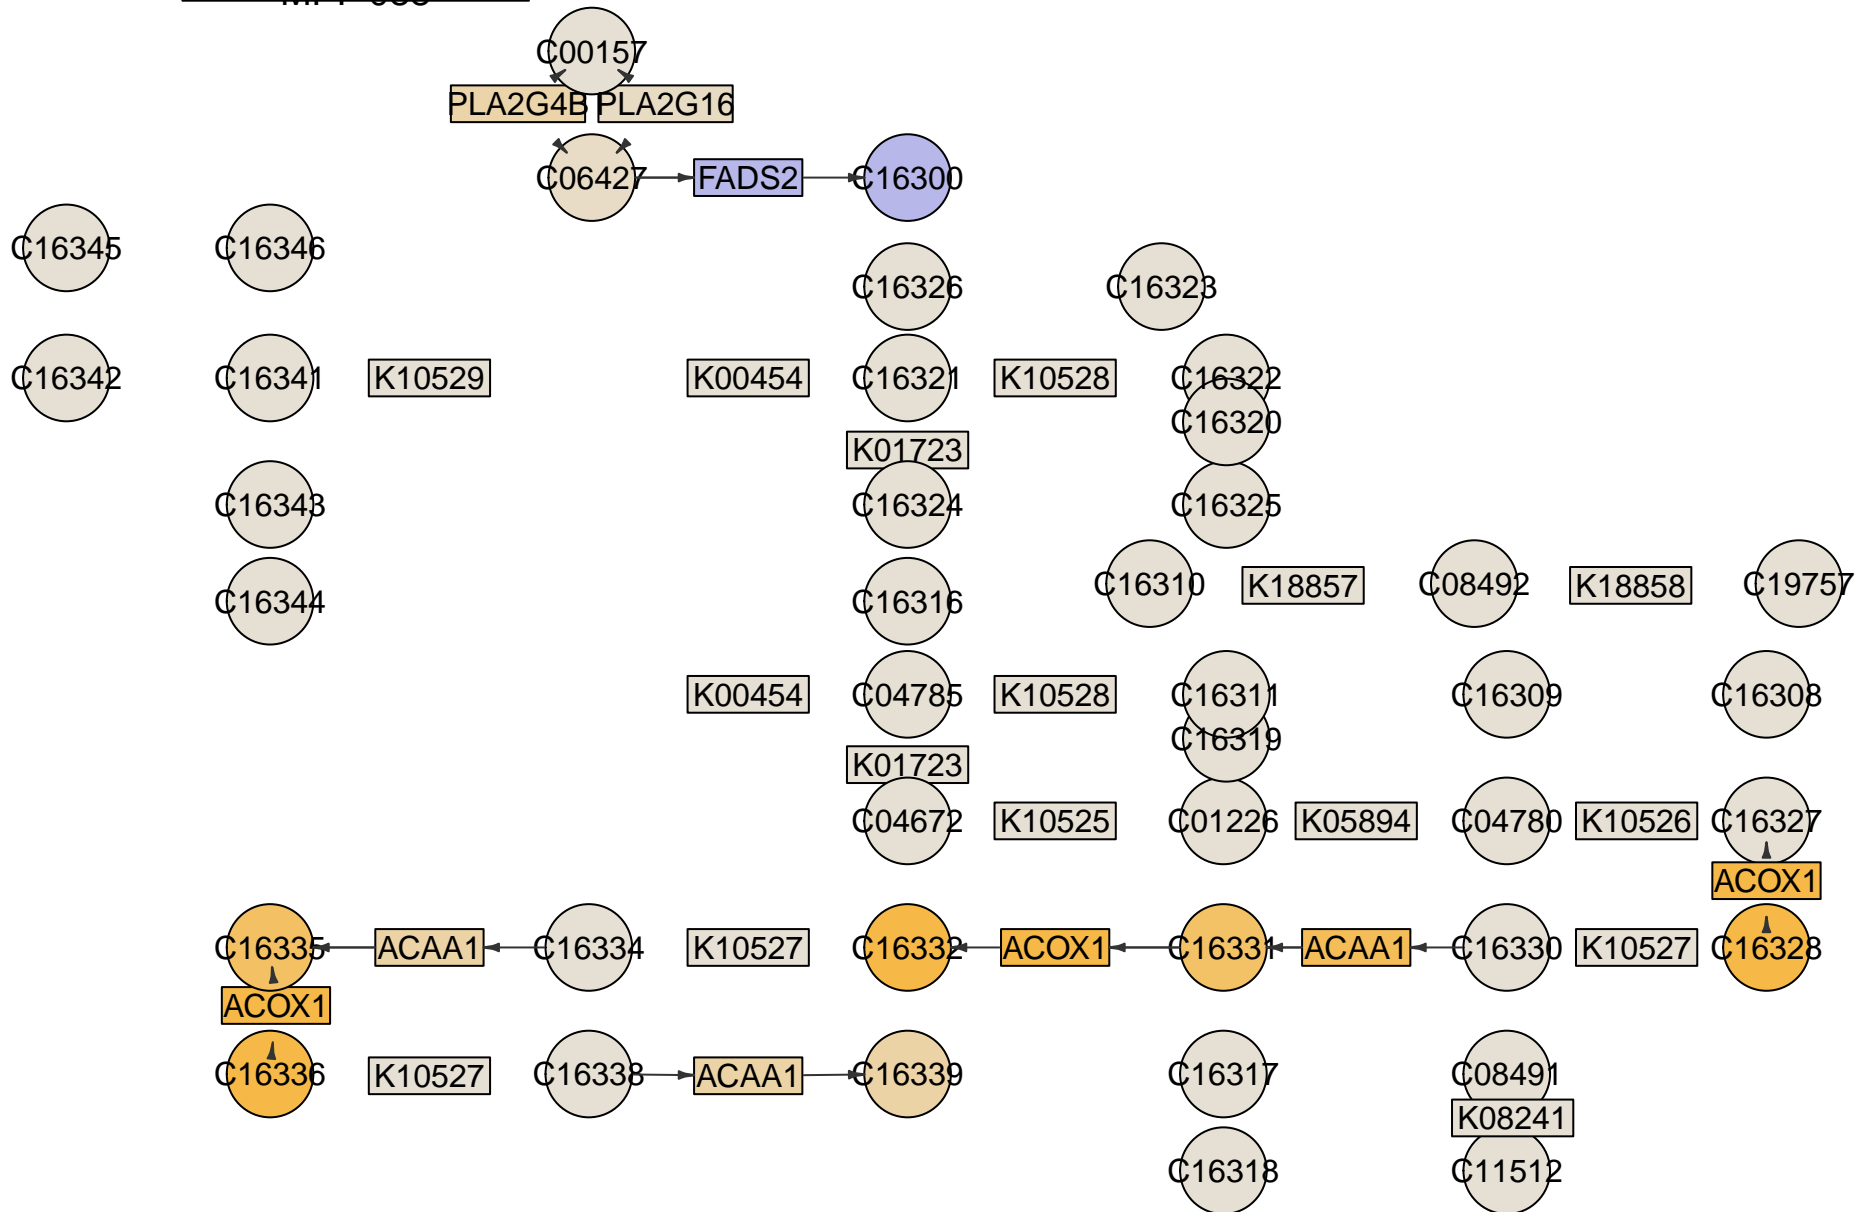 C00157
PLA2G4B PLA2G16
C06427 FADS2 C16300
C16345 C16346
C16326 C16323
C16342 C16341 K10529 K00454 C16321 K10528 C16322
C16320
K01723
C16343 C16324 C16325
C16310 K18857 C08492 K18858 C19757
C16344 C16316
K00454 C04785 K10528 C16311 C16309 C16308
C16319
K01723
C04672 K10525 C01226 K05894 C04780 K10526 C16327
ACOX1
C16335 ACAA1 C16334 K10527 C16332 ACOX1 C16331 ACAA1 C16330 K10527 C16328
ACOX1
C16336 K10527 C16338 ACAA1 C16339 C16317 C08491
K08241
C16318 C11512